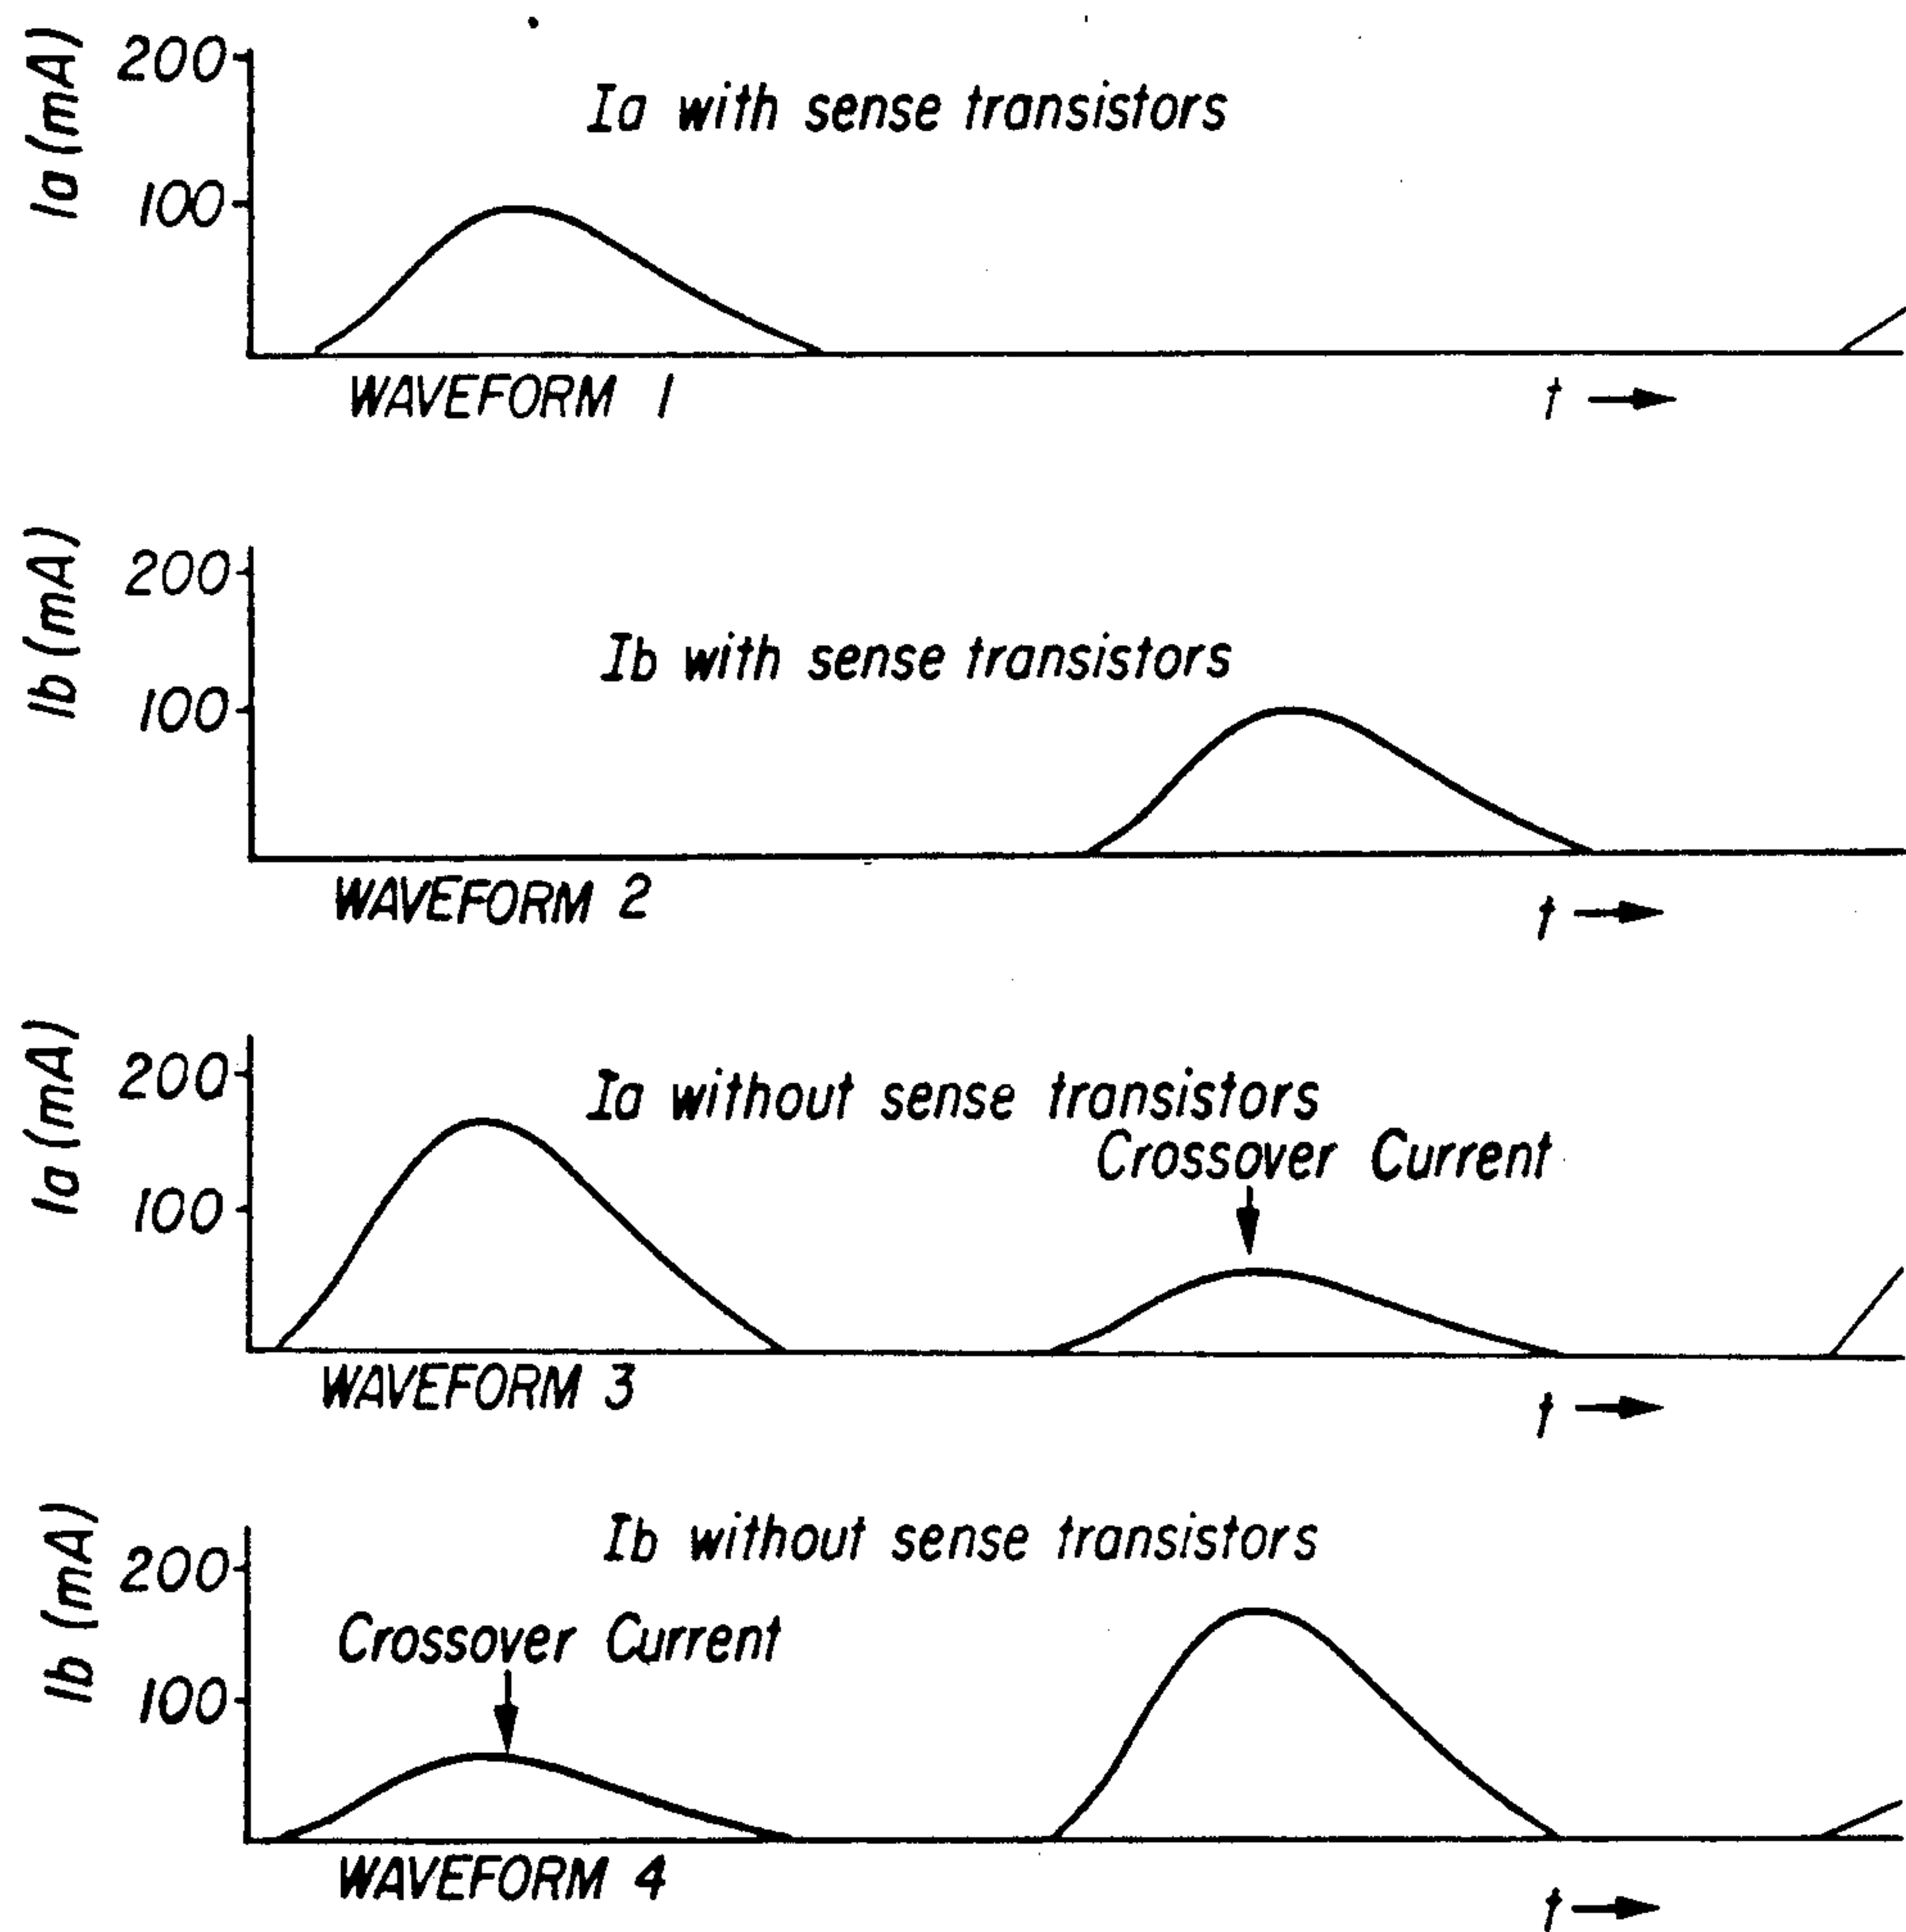 Ia (mA)
200
100
Ia with sense transistors
WAVEFORM 1
t
Ib (mA)
200
100
Ib with sense transistors
WAVEFORM 2
t
Ia (mA)
200
100
Ia without sense transistors
Crossover Current
WAVEFORM 3
t
Ib (mA)
200
100
Ib without sense transistors
Crossover Current
WAVEFORM 4
t